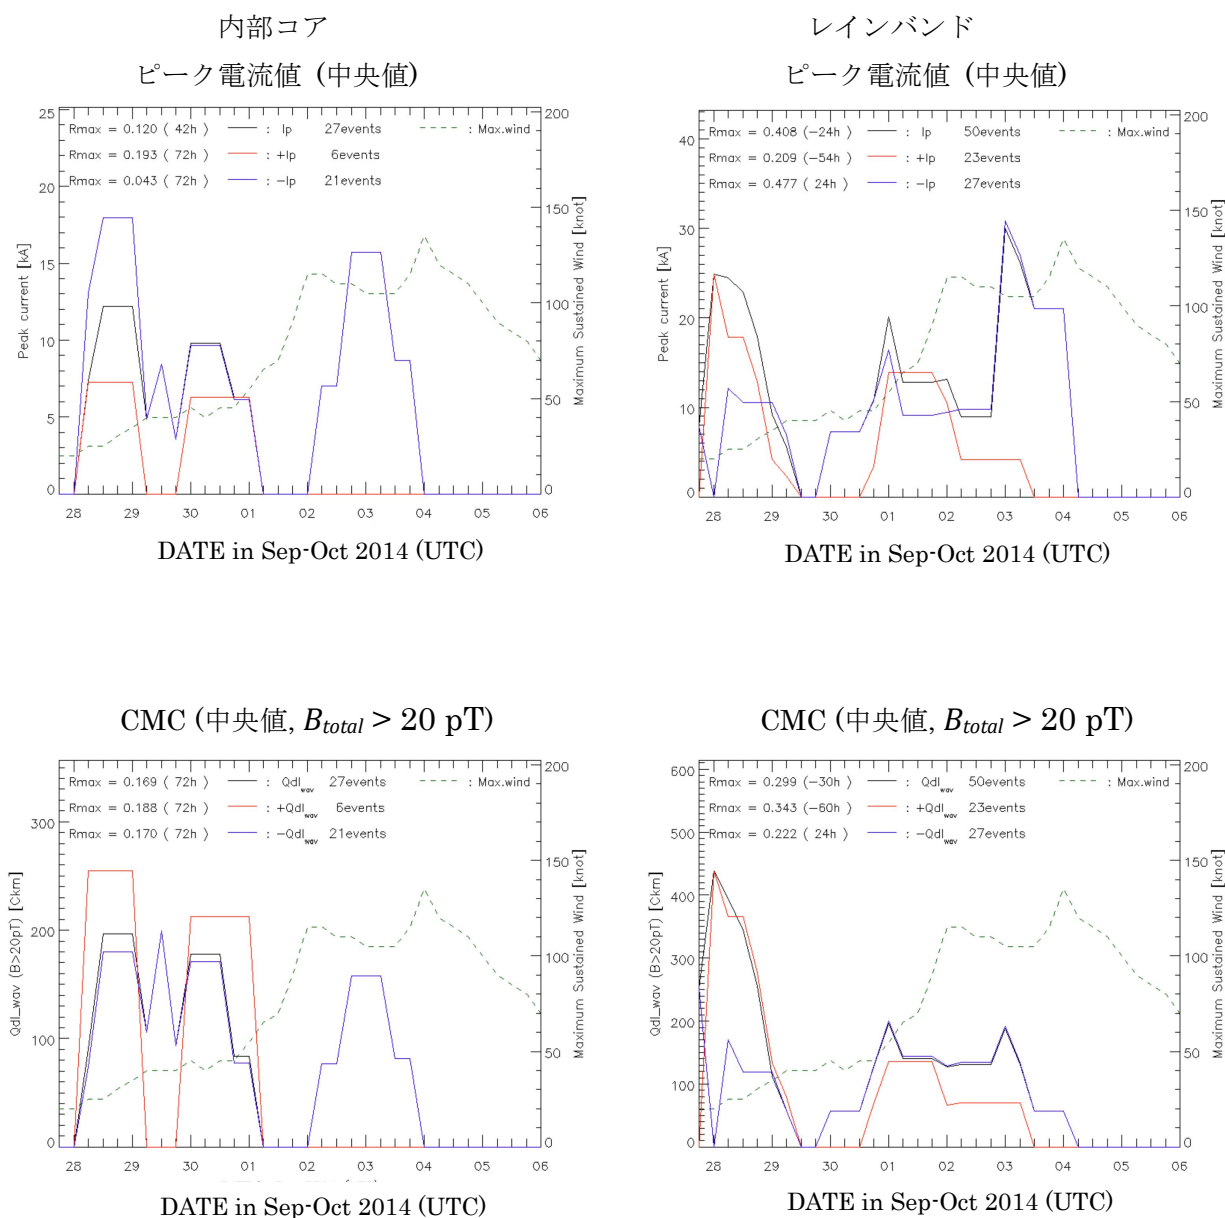 内部コア
ピーク電流値 (中央値)
25
20
15
10
5
0
Peak current [kA]
Rmax = 0.120 ( 42h ) : Ip 27events : Max.wind
Rmax = 0.193 ( 72h ) : +Ip 6events
Rmax = 0.043 ( 72h ) : −Ip 21events
200
150
100
50
0
Maximum Sustained Wind [knot]
28 29 30 01 02 03 04 05 06
DATE in Sep-Oct 2014 (UTC)
レインバンド
ピーク電流値 (中央値)
40
30
20
10
0
Peak current [kA]
Rmax = 0.408 (−24h ) : Ip 50events : Max.wind
Rmax = 0.209 (−54h ) : +Ip 23events
Rmax = 0.477 ( 24h ) : −Ip 27events
200
150
100
50
0
Maximum Sustained Wind [knot]
28 29 30 01 02 03 04 05 06
DATE in Sep-Oct 2014 (UTC)
CMC (中央値, B_total > 20 pT)
300
200
100
0
Qdl_wav (B>20pT) [Ckm]
Rmax = 0.169 ( 72h ) : Qdl_wav 27events : Max.wind
Rmax = 0.188 ( 72h ) : +Qdl_wav 6events
Rmax = 0.170 ( 72h ) : −Qdl_wav 21events
200
150
100
50
0
Maximum Sustained Wind [knot]
28 29 30 01 02 03 04 05 06
DATE in Sep-Oct 2014 (UTC)
CMC (中央値, B_total > 20 pT)
600
500
400
300
200
100
0
Qdl_wav (B>20pT) [Ckm]
Rmax = 0.299 (−30h ) : Qdl_wav 50events : Max.wind
Rmax = 0.343 (−60h ) : +Qdl_wav 23events
Rmax = 0.222 ( 24h ) : −Qdl_wav 27events
200
150
100
50
0
Maximum Sustained Wind [knot]
28 29 30 01 02 03 04 05 06
DATE in Sep-Oct 2014 (UTC)